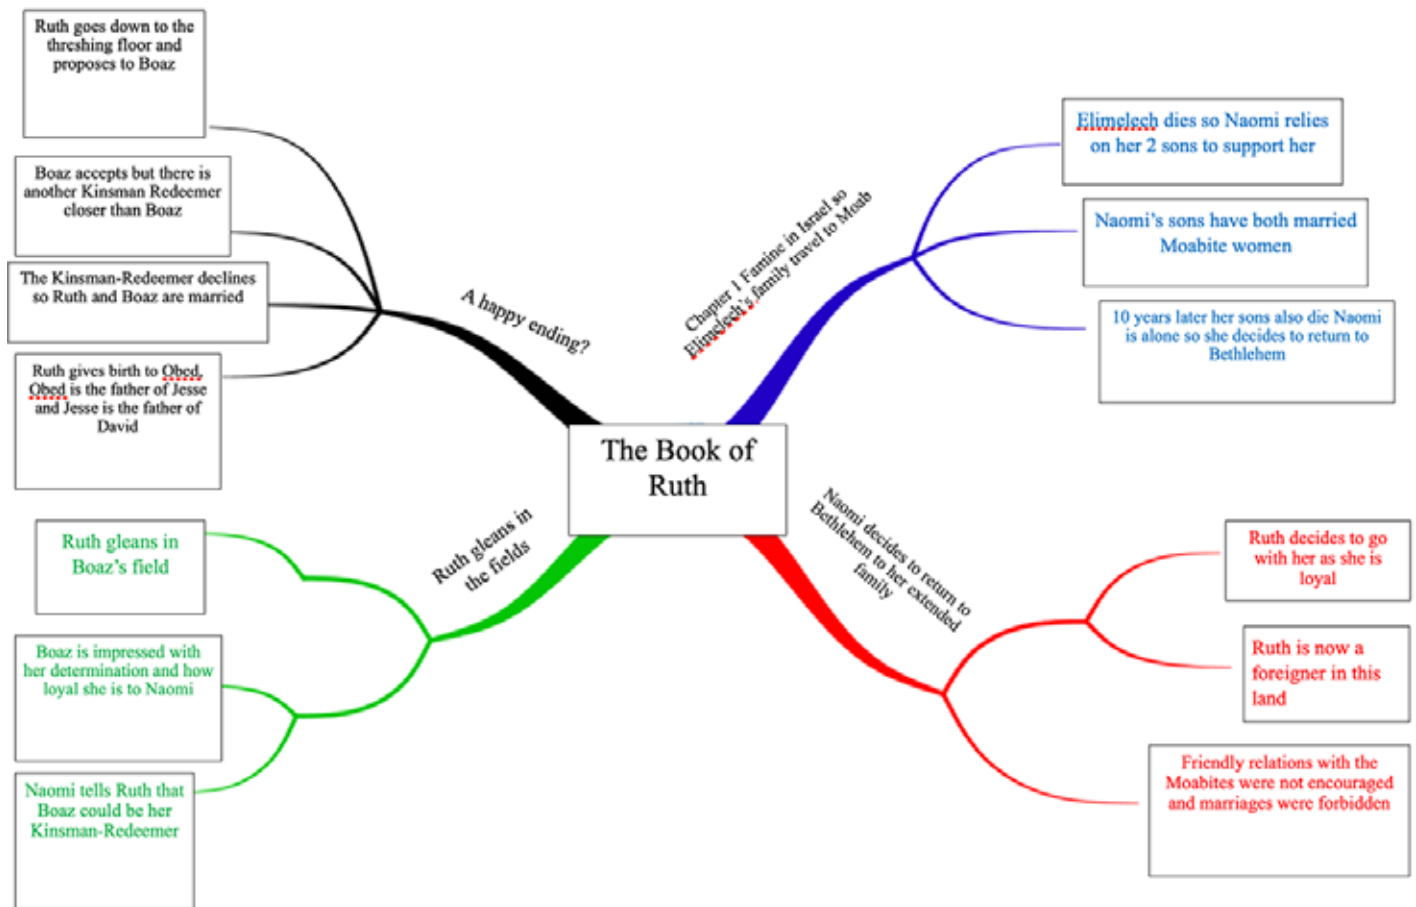 The Book of
Ruth
Chapter 1 Famine in Israel so
Elimelech's family travel to Moab
Elimelech dies so Naomi relies
on her 2 sons to support her
Naomi's sons have both married
Moabite women
10 years later her sons also die Naomi
is alone so she decides to return to
Bethlehem
Naomi decides to return to
Bethlehem to her extended
family
Ruth decides to go
with her as she is
loyal
Ruth is now a
foreigner in this
land
Friendly relations with the
Moabites were not encouraged
and marriages were forbidden
Ruth gleans in
the fields
Ruth gleans in
Boaz's field
Boaz is impressed with
her determination and how
loyal she is to Naomi
Naomi tells Ruth that
Boaz could be her
Kinsman-Redeemer
A happy ending?
Ruth goes down to the
threshing floor and
proposes to Boaz
Boaz accepts but there is
another Kinsman Redeemer
closer than Boaz
The Kinsman-Redeemer declines
so Ruth and Boaz are married
Ruth gives birth to Obed,
Obed is the father of Jesse
and Jesse is the father of
David